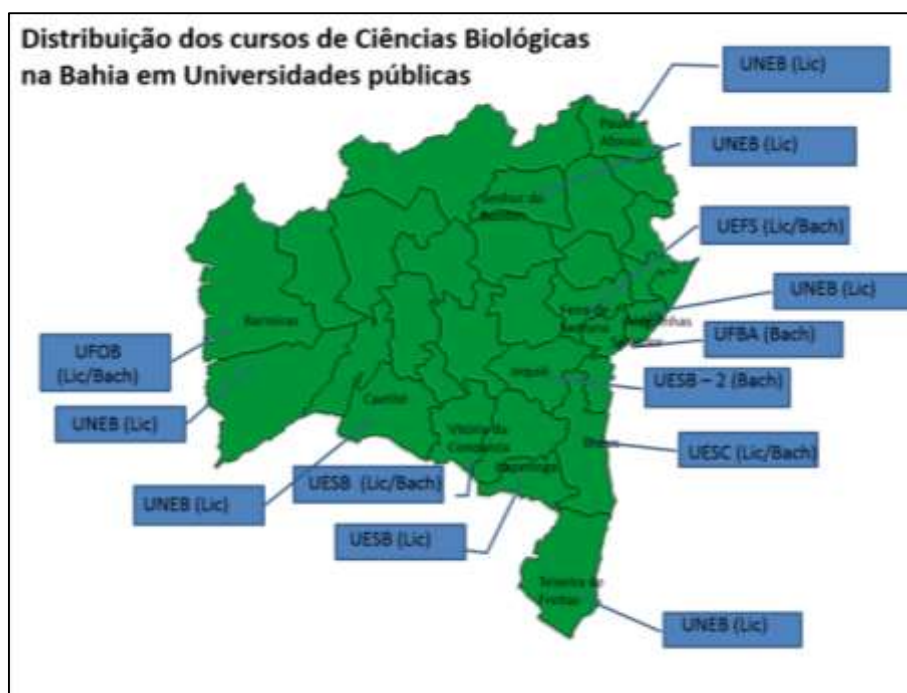 Distribuição dos cursos de Ciências Biológicas
na Bahia em Universidades públicas
UNEB (Lic)
Paulo
Afonso
UNEB (Lic)
Senhor do
Bonfim
UEFS (Lic/Bach)
UNEB (Lic)
Feira de
Santana
Barreiras
UFBA (Bach)
UFOB
(Lic/Bach)
Jequié
UESB – 2 (Bach)
Caetité
UNEB (Lic)
Vitória da
Conquista
Ilhéus
UESC (Lic/Bach)
Itapetinga
UESB (Lic/Bach)
UNEB (Lic)
UESB (Lic)
Teixeira de
Freitas
UNEB (Lic)